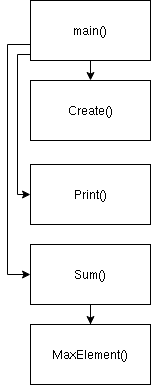 main()
Create()
Print()
Sum()
MaxElement()